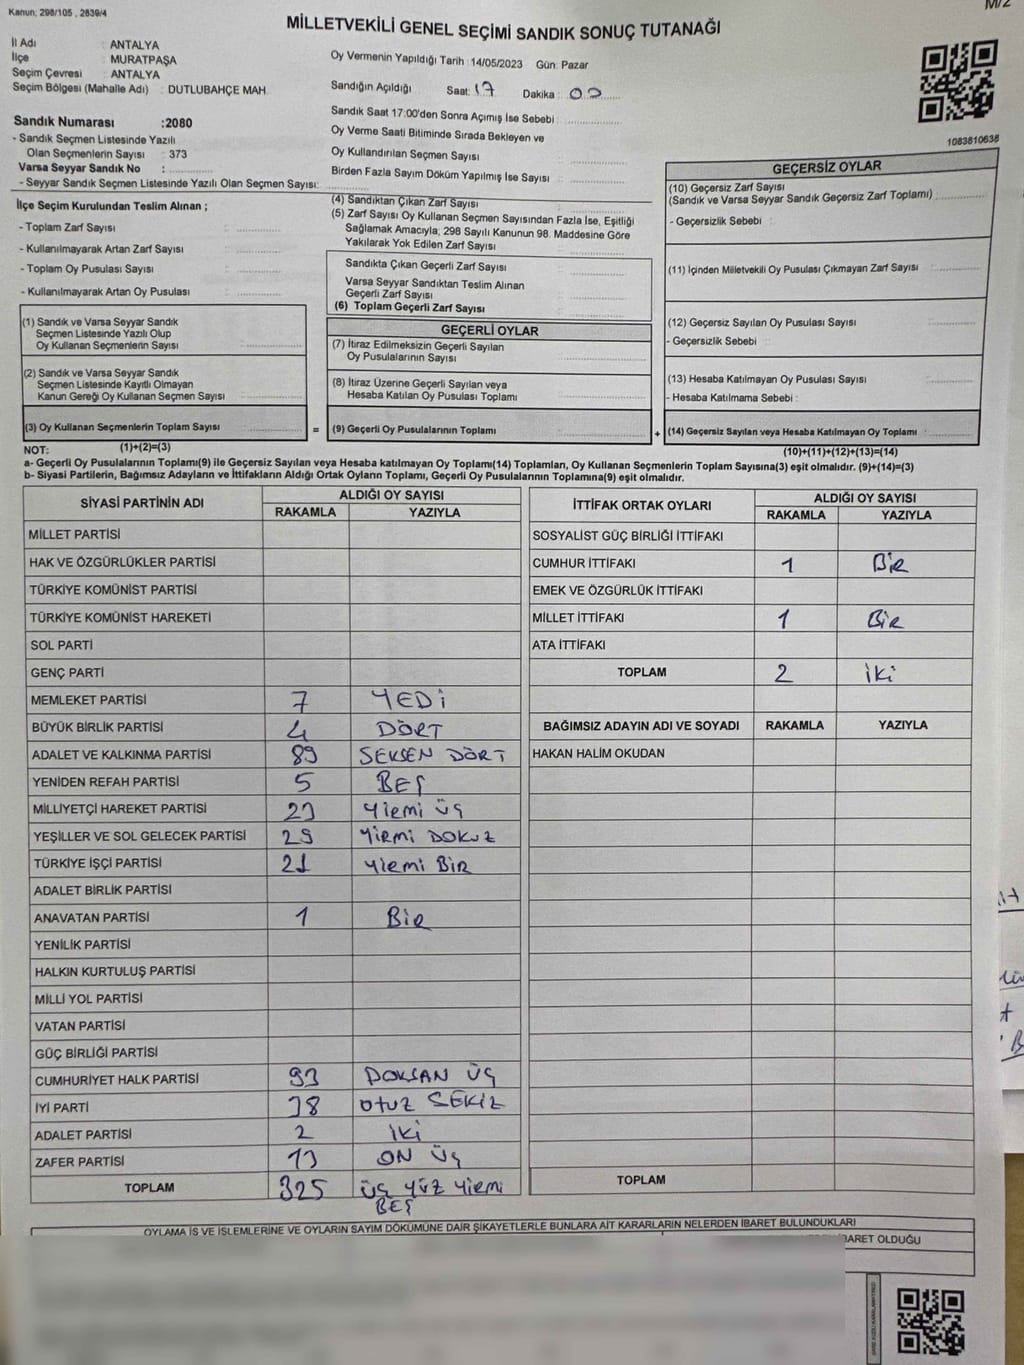 Kanun: 298/105 , 2839/4
M/2
MİLLETVEKİLİ GENEL SEÇİMİ SANDIK SONUÇ TUTANAĞI
İl Adı : ANTALYA
İlçe : MURATPAŞA
Seçim Çevresi : ANTALYA
Seçim Bölgesi (Mahalle Adı) : DUTLUBAHÇE MAH
Sandık Numarası :2080
- Sandık Seçmen Listesinde Yazılı
Olan Seçmenlerin Sayısı : 373
Varsa Seyyar Sandık No :
- Seyyar Sandık Seçmen Listesinde Yazılı Olan Seçmen Sayısı:
Oy Vermenin Yapıldığı Tarih :14/05/2023 Gün: Pazar
Sandığın Açıldığı Saat: 17 Dakika : 00
Sandık Saat 17:00'den Sonra Açımış İse Sebebi :
Oy Verme Saati Bitiminde Sırada Bekleyen ve
Oy Kullandırılan Seçmen Sayısı :
Birden Fazla Sayım Döküm Yapılmış İse Sayısı :
1083810638
İlçe Seçim Kurulundan Teslim Alınan ;
- Toplam Zarf Sayısı :
- Kullanılmayarak Artan Zarf Sayısı :
- Toplam Oy Pusulası Sayısı :
- Kullanılmayarak Artan Oy Pusulası :
(4) Sandıktan Çıkan Zarf Sayısı :
(5) Zarf Sayısı Oy Kullanan Seçmen Sayısından Fazla İse, Eşitliği
Sağlamak Amacıyla; 298 Sayılı Kanunun 98. Maddesine Göre
Yakılarak Yok Edilen Zarf Sayısı :
Sandıkta Çıkan Geçerli Zarf Sayısı :
Varsa Seyyar Sandıktan Teslim Alınan
Geçerli Zarf Sayısı :
(6) Toplam Geçerli Zarf Sayısı :
GEÇERSİZ OYLAR
(10) Geçersiz Zarf Sayısı
(Sandık ve Varsa Seyyar Sandık Geçersiz Zarf Toplamı) :
- Geçersizlik Sebebi :
(11) İçinden Milletvekili Oy Pusulası Çıkmayan Zarf Sayısı :
(12) Geçersiz Sayılan Oy Pusulası Sayısı :
- Geçersizlik Sebebi :
(13) Hesaba Katılmayan Oy Pusulası Sayısı :
- Hesaba Katılmama Sebebi :
(14) Geçersiz Sayılan veya Hesaba Katılmayan Oy Toplamı :
(1) Sandık ve Varsa Seyyar Sandık
Seçmen Listesinde Yazılı Olup
Oy Kullanan Seçmenlerin Sayısı :
(2) Sandık ve Varsa Seyyar Sandık
Seçmen Listesinde Kayıtlı Olmayan
Kanun Gereği Oy Kullanan Seçmen Sayısı :
(3) Oy Kullanan Seçmenlerin Toplam Sayısı : =
GEÇERLİ OYLAR
(7) İtiraz Edilmeksizin Geçerli Sayılan
Oy Pusulalarının Sayısı :
(8) İtiraz Üzerine Geçerli Sayılan veya
Hesaba Katılan Oy Pusulası Toplamı :
(9) Geçerli Oy Pusulalarının Toplamı : +
NOT: (1)+(2)=(3) (10)+(11)+(12)+(13)=(14)
a- Geçerli Oy Pusulalarının Toplamı(9) ile Geçersiz Sayılan veya Hesaba katılmayan Oy Toplamı(14) Toplamları, Oy Kullanan Seçmenlerin Toplam Sayısına(3) eşit olmalıdır. (9)+(14)=(3)
b- Siyasi Partilerin, Bağımsız Adayların ve İttifakların Aldığı Ortak Oyların Toplamı, Geçerli Oy Pusulalarının Toplamına(9) eşit olmalıdır.
SİYASİ PARTİNİN ADI ALDIĞI OY SAYISI
RAKAMLA YAZIYLA
MİLLET PARTİSİ
HAK VE ÖZGÜRLÜKLER PARTİSİ
TÜRKİYE KOMÜNİST PARTİSİ
TÜRKİYE KOMÜNİST HAREKETİ
SOL PARTİ
GENÇ PARTİ
MEMLEKET PARTİSİ 7 YEDİ
BÜYÜK BİRLİK PARTİSİ 4 DÖRT
ADALET VE KALKINMA PARTİSİ 89 SEKSEN DÖRT
YENİDEN REFAH PARTİSİ 5 BEŞ
MİLLİYETÇİ HAREKET PARTİSİ 23 Yirmi üç
YEŞİLLER VE SOL GELECEK PARTİSİ 29 Yirmi DOKUZ
TÜRKİYE İŞÇİ PARTİSİ 21 Yirmi BİR
ADALET BİRLİK PARTİSİ
ANAVATAN PARTİSİ 1 BİR
YENİLİK PARTİSİ
HALKIN KURTULUŞ PARTİSİ
MİLLİ YOL PARTİSİ
VATAN PARTİSİ
GÜÇ BİRLİĞİ PARTİSİ
CUMHURİYET HALK PARTİSİ 93 DOKSAN ÜÇ
İYİ PARTİ 38 OTUZ SEKİZ
ADALET PARTİSİ 2 İKİ
ZAFER PARTİSİ 13 ON ÜÇ
TOPLAM 325 üç yüz yirmi
BEŞ
İTTİFAK ORTAK OYLARI ALDIĞI OY SAYISI
RAKAMLA YAZIYLA
SOSYALİST GÜÇ BİRLİĞİ İTTİFAKI
CUMHUR İTTİFAKI 1 BİR
EMEK VE ÖZGÜRLÜK İTTİFAKI
MİLLET İTTİFAKI 1 BİR
ATA İTTİFAKI
TOPLAM 2 İKİ
BAĞIMSIZ ADAYIN ADI VE SOYADI RAKAMLA YAZIYLA
HAKAN HALİM OKUDAN
TOPLAM
OYLAMA İŞ VE İŞLEMLERİNE VE OYLARIN SAYIM DÖKÜMÜNE DAİR ŞİKAYETLERLE BUNLARA AİT KARARLARIN NELERDEN İBARET BULUNDUKLARI
İBARET OLDUĞU